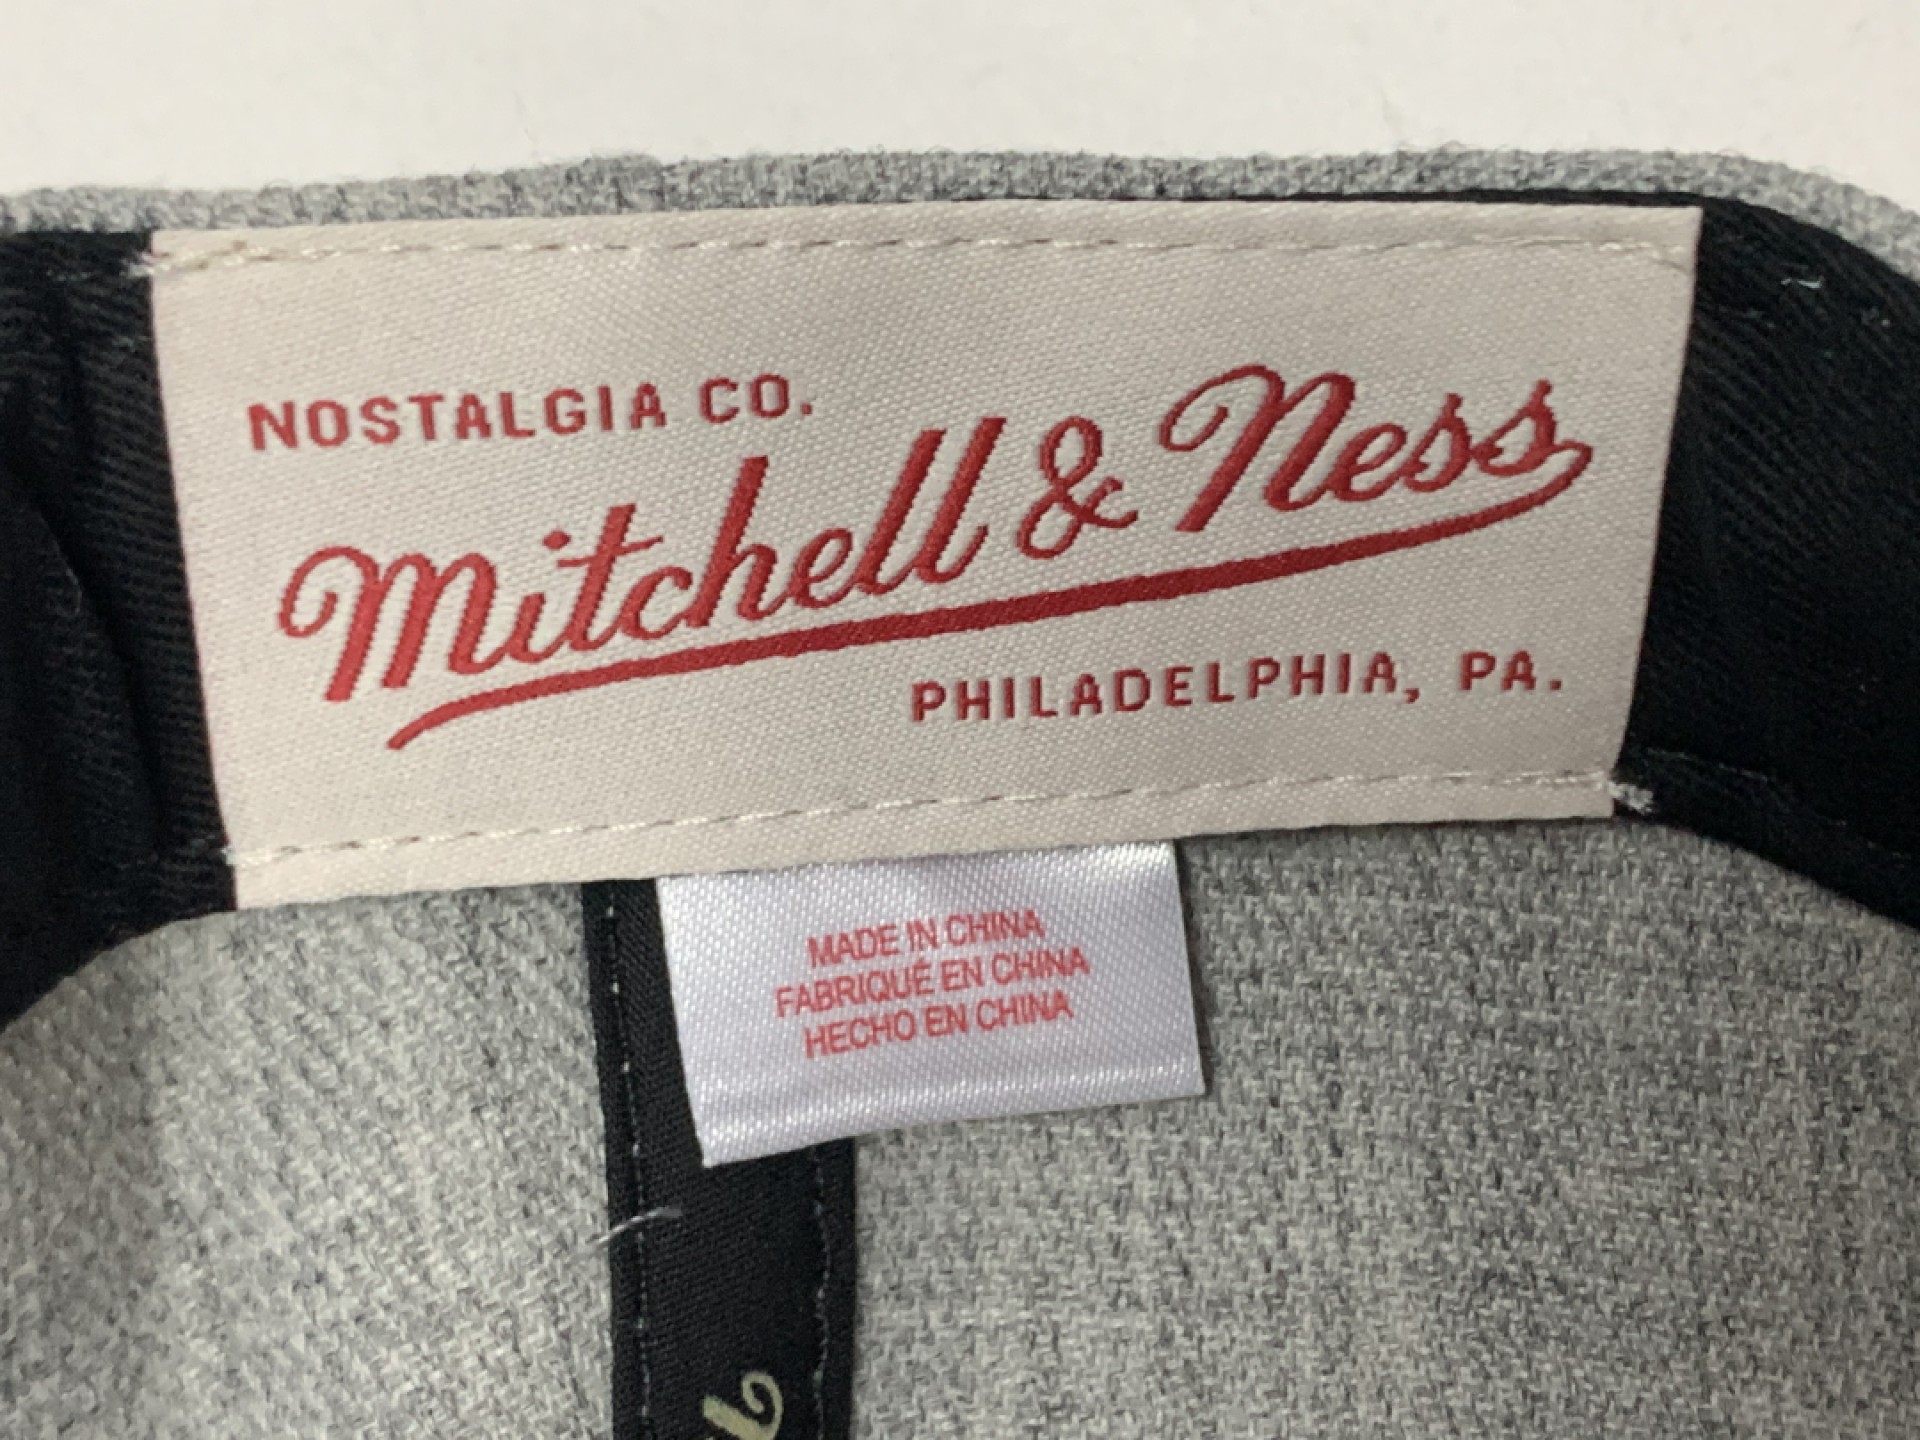 NOSTALGIA CO.
Mitchell & Ness
PHILADELPHIA, PA.
MADE IN CHINA
FABRIQUÉ EN CHINA
HECHO EN CHINA